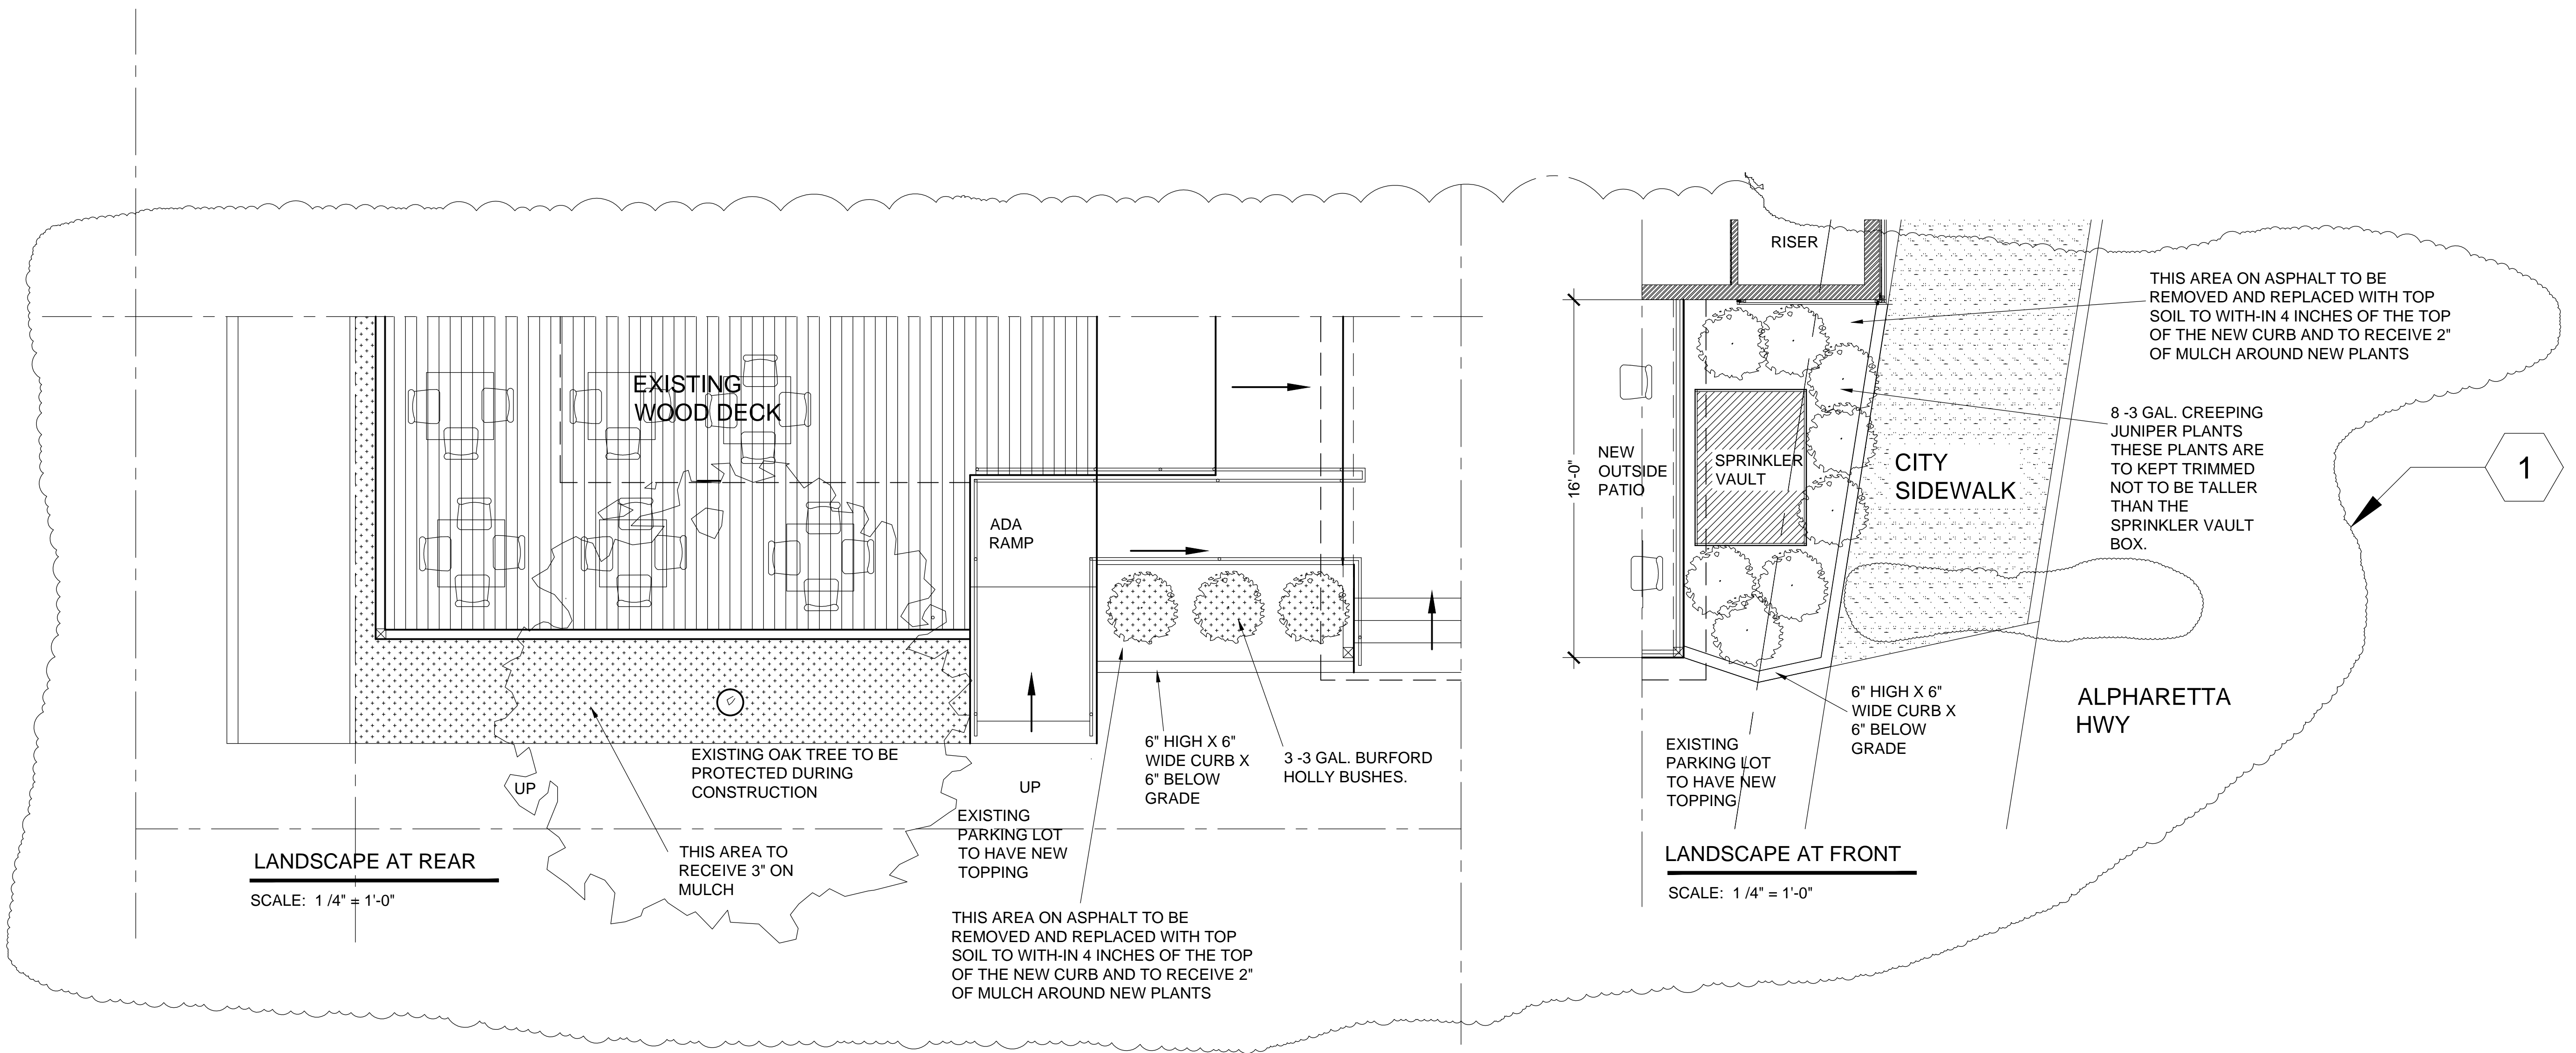 RISER
THIS AREA ON ASPHALT TO BE
REMOVED AND REPLACED WITH TOP
SOIL TO WITH-IN 4 INCHES OF THE TOP
OF THE NEW CURB AND TO RECEIVE 2"
OF MULCH AROUND NEW PLANTS
EXISTING
WOOD DECK
8 -3 GAL. CREEPING
JUNIPER PLANTS
THESE PLANTS ARE
TO KEPT TRIMMED
NOT TO BE TALLER
THAN THE
SPRINKLER VAULT
BOX.
1
16'-0"
NEW
OUTSIDE
PATIO
SPRINKLER
VAULT
CITY
SIDEWALK
ADA
RAMP
ALPHARETTA
HWY
6" HIGH X 6"
WIDE CURB X
6" BELOW
GRADE
EXISTING
PARKING LOT
TO HAVE NEW
TOPPING
6" HIGH X 6"
WIDE CURB X
6" BELOW
GRADE
3 -3 GAL. BURFORD
HOLLY BUSHES.
EXISTING OAK TREE TO BE
PROTECTED DURING
CONSTRUCTION
UP
UP
EXISTING
PARKING LOT
TO HAVE NEW
TOPPING
THIS AREA TO
RECEIVE 3" ON
MULCH
LANDSCAPE AT REAR
SCALE:  1 /4" = 1'-0"
LANDSCAPE AT FRONT
SCALE:  1 /4" = 1'-0"
THIS AREA ON ASPHALT TO BE
REMOVED AND REPLACED WITH TOP
SOIL TO WITH-IN 4 INCHES OF THE TOP
OF THE NEW CURB AND TO RECEIVE 2"
OF MULCH AROUND NEW PLANTS